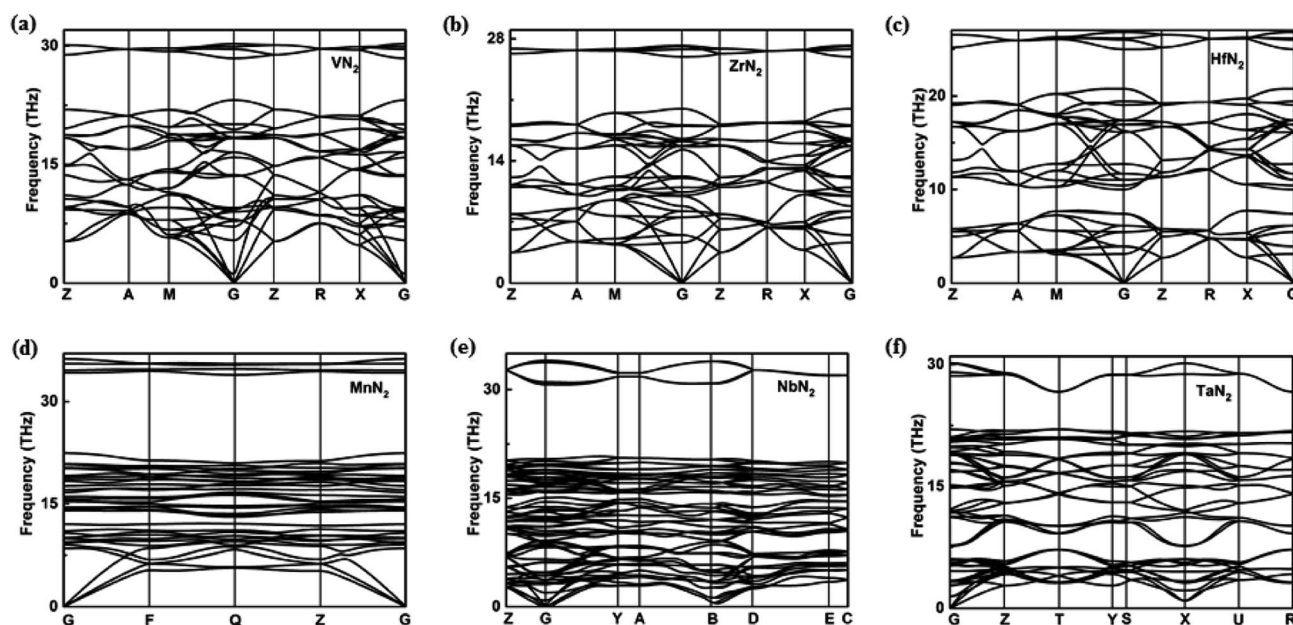 (a)
30
15
0
Frequency (THz)
VN₂
Z A M G Z R X G
(b)
28
14
0
Frequency (THz)
ZrN₂
Z A M G Z R X G
(c)
20
10
0
Frequency (THz)
HfN₂
Z A M G Z R X G
(d)
30
15
0
Frequency (THz)
MnN₂
G F Q Z G
(e)
30
15
0
Frequency (THz)
NbN₂
Z G Y A B D E C
(f)
30
15
0
Frequency (THz)
TaN₂
G Z T Y S X U R